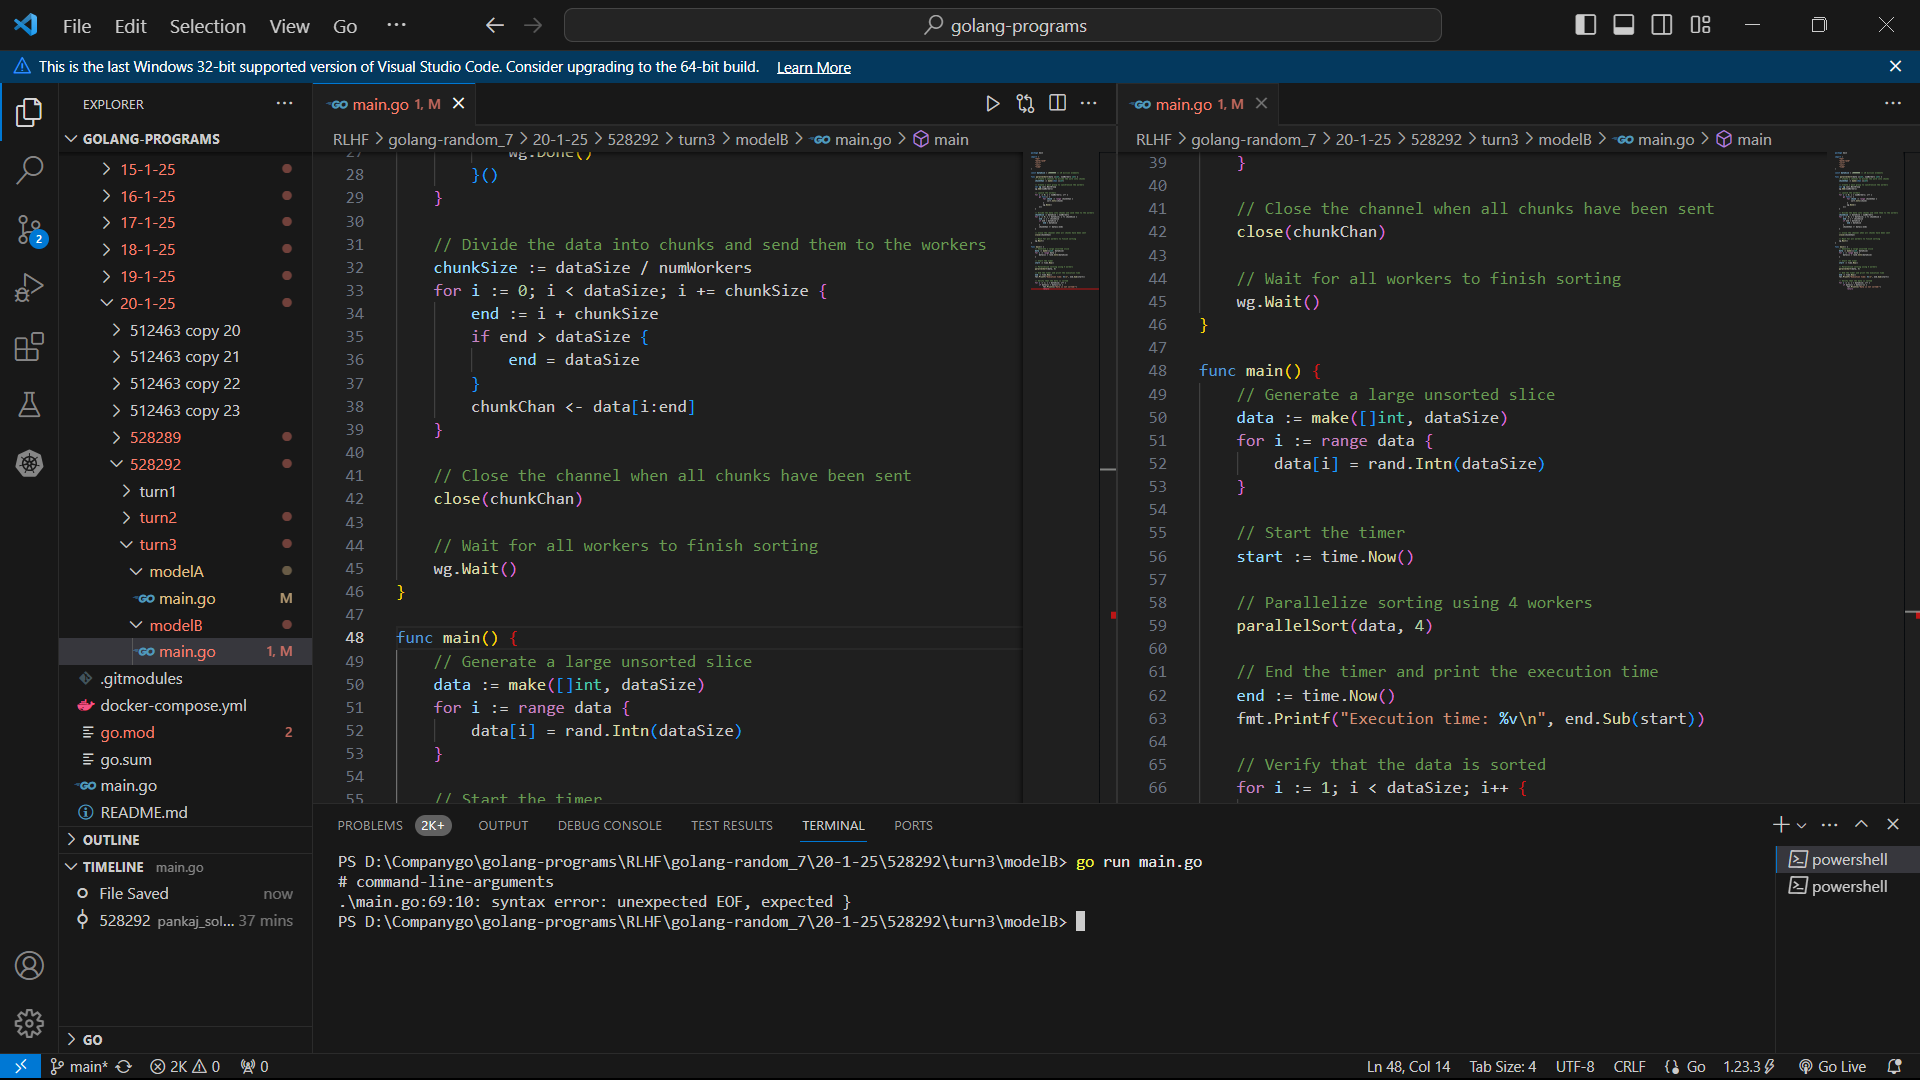 File Edit Selection View Go ···
golang-programs
This is the last Windows 32-bit supported version of Visual Studio Code. Consider upgrading to the 64-bit build. Learn More
EXPLORER
GOLANG-PROGRAMS
15-1-25
16-1-25
17-1-25
18-1-25
19-1-25
20-1-25
512463 copy 20
512463 copy 21
512463 copy 22
512463 copy 23
528289
528292
turn1
turn2
turn3
modelA
main.go M
modelB
main.go 1, M
.gitmodules
docker-compose.yml
go.mod 2
go.sum
main.go
README.md
OUTLINE
TIMELINE main.go
File Saved now
528292 pankaj_sol... 37 mins
GO
2
main.go 1, M
RLHF > golang-random_7 > 20-1-25 > 528292 > turn3 > modelB > main.go > main
27 wg.Done()
28 }()
29 }
30
31 // Divide the data into chunks and send them to the workers
32 chunkSize := dataSize / numWorkers
33 for i := 0; i < dataSize; i += chunkSize {
34 end := i + chunkSize
35 if end > dataSize {
36 end = dataSize
37 }
38 chunkChan <- data[i:end]
39 }
40
41 // Close the channel when all chunks have been sent
42 close(chunkChan)
43
44 // Wait for all workers to finish sorting
45 wg.Wait()
46 }
47
48 func main() {
49 // Generate a large unsorted slice
50 data := make([]int, dataSize)
51 for i := range data {
52 data[i] = rand.Intn(dataSize)
53 }
54
55 // Start the timer
main.go 1, M
RLHF > golang-random_7 > 20-1-25 > 528292 > turn3 > modelB > main.go > main
39 }
40
41 // Close the channel when all chunks have been sent
42 close(chunkChan)
43
44 // Wait for all workers to finish sorting
45 wg.Wait()
46 }
47
48 func main() {
49 // Generate a large unsorted slice
50 data := make([]int, dataSize)
51 for i := range data {
52 data[i] = rand.Intn(dataSize)
53 }
54
55 // Start the timer
56 start := time.Now()
57
58 // Parallelize sorting using 4 workers
59 parallelSort(data, 4)
60
61 // End the timer and print the execution time
62 end := time.Now()
63 fmt.Printf("Execution time: %v\n", end.Sub(start))
64
65 // Verify that the data is sorted
66 for i := 1; i < dataSize; i++ {
PROBLEMS 2K+ OUTPUT DEBUG CONSOLE TEST RESULTS TERMINAL PORTS
PS D:\Companygo\golang-programs\RLHF\golang-random_7\20-1-25\528292\turn3\modelB> go run main.go
# command-line-arguments
.\main.go:69:10: syntax error: unexpected EOF, expected }
PS D:\Companygo\golang-programs\RLHF\golang-random_7\20-1-25\528292\turn3\modelB>
powershell
powershell
main* 2K 0 0 Ln 48, Col 14 Tab Size: 4 UTF-8 CRLF Go 1.23.3 Go Live